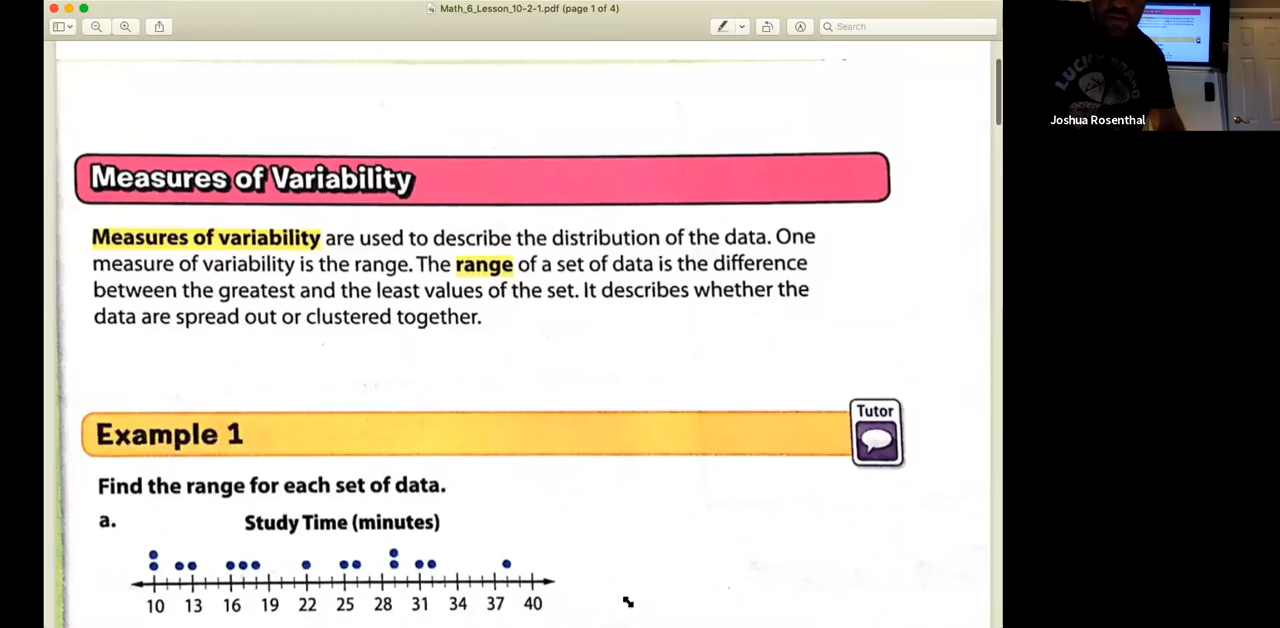 Math_6_Lesson_10-2-1.pdf (page 1 of 4)
Search
Joshua Rosenthal
Measures of Variability
Measures of variability are used to describe the distribution of the data. One
measure of variability is the range. The range of a set of data is the difference
between the greatest and the least values of the set. It describes whether the
data are spread out or clustered together.
Tutor
Example 1
Find the range for each set of data.
a. Study Time (minutes)
10 13 16 19 22 25 28 31 34 37 40